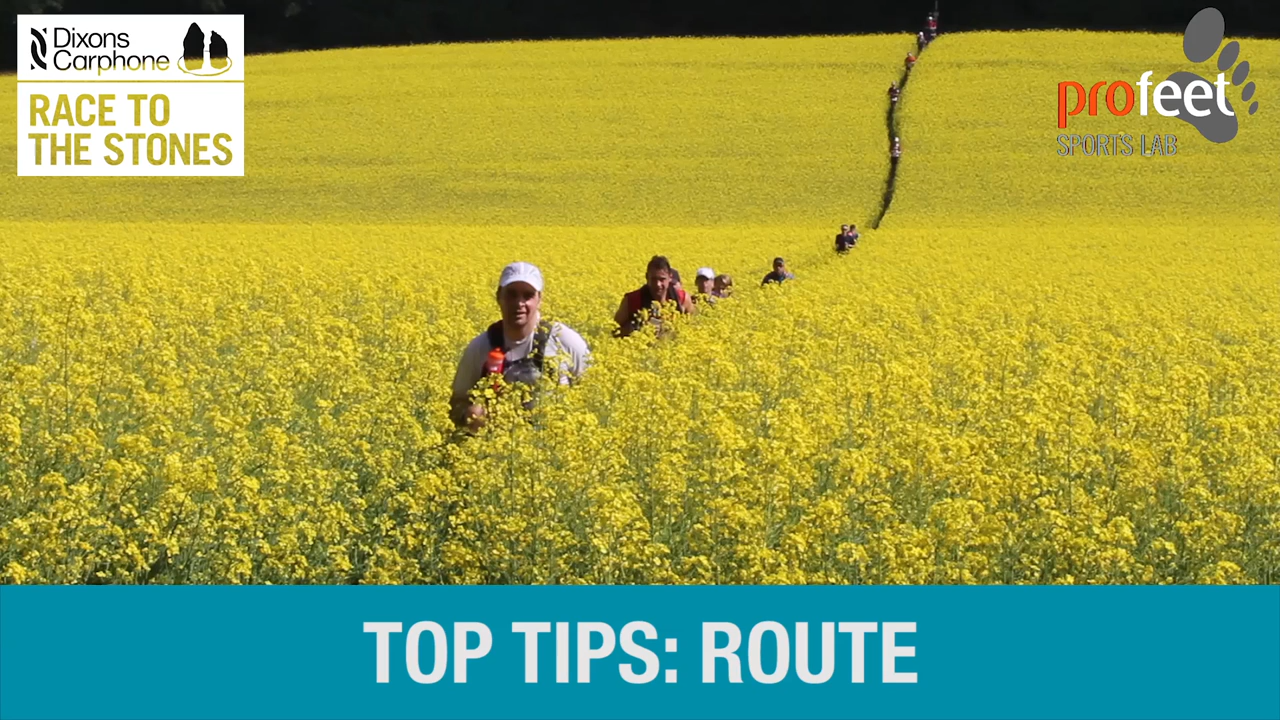 Dixons
Carphone
RACE TO
THE STONES
profeet
SPORTS LAB
TOP TIPS: ROUTE